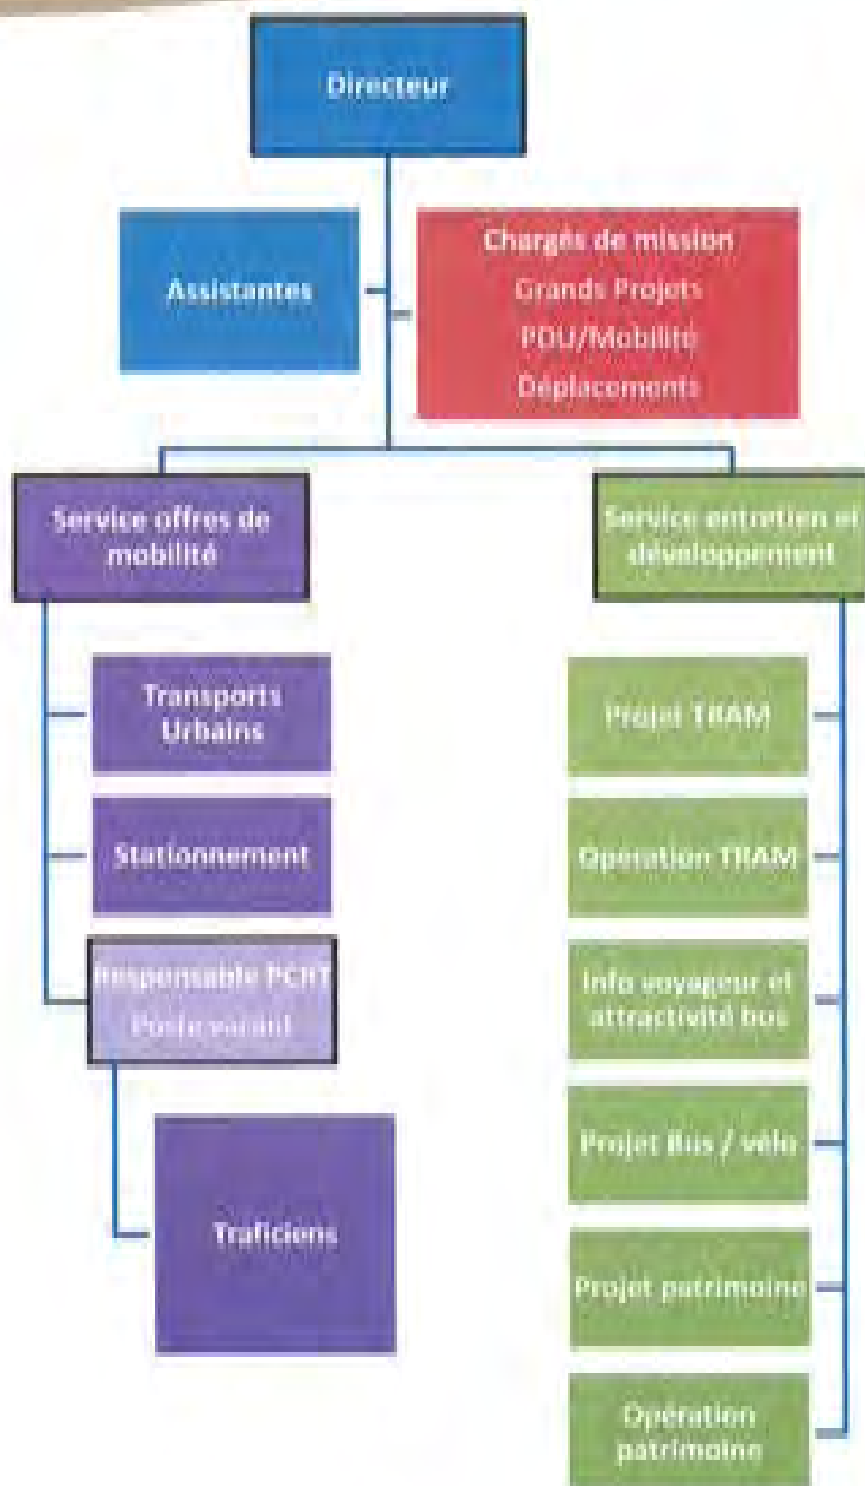 Directeur
Assistantes
Chargés de mission
Grands Projets
PDU/Mobilité
Déplacements
Service offres de
mobilité
Service entretien et
développement
Transports
Urbains
Stationnement
Responsable
Poste vacant
Traficiens
Projet TRAM
Opération TRAM
Info voyageur et
attractivité bus
Projet Bus / vélo
Projet patrimoine
Opération
patrimoine